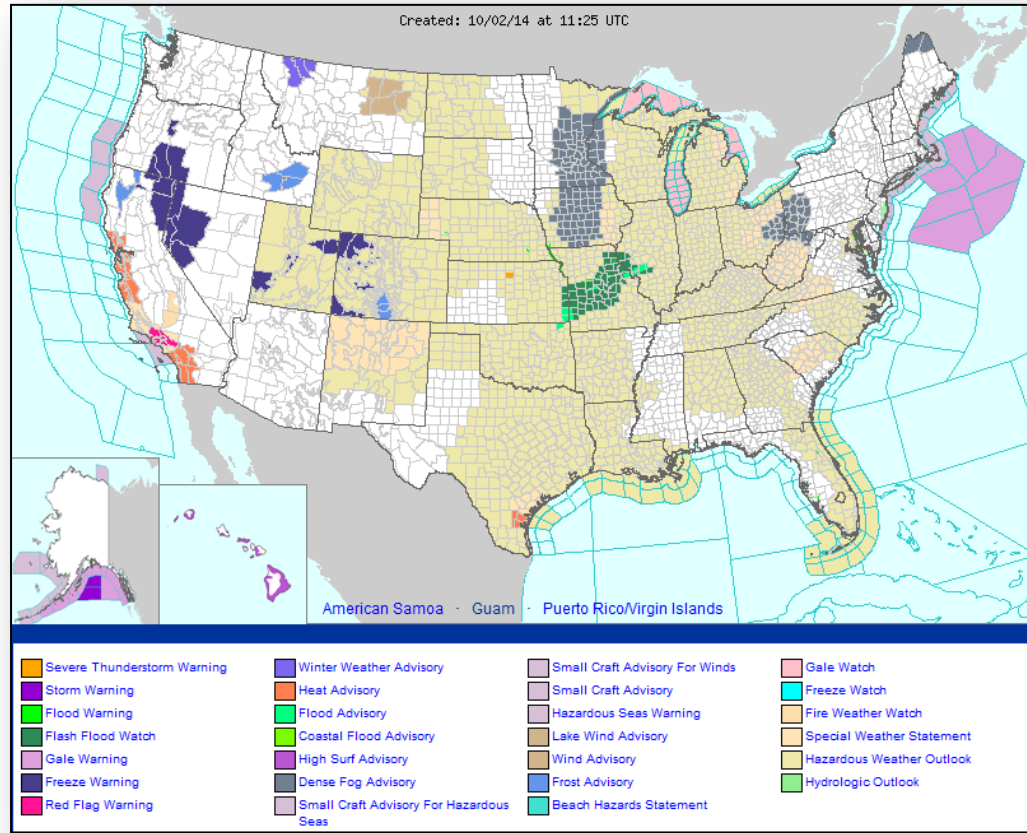 Created: 10/02/14 at 11:25 UTC
American Samoa · Guam · Puerto Rico/Virgin Islands
Severe Thunderstorm Warning
Storm Warning
Flood Warning
Flash Flood Watch
Gale Warning
Freeze Warning
Red Flag Warning
Winter Weather Advisory
Heat Advisory
Flood Advisory
Coastal Flood Advisory
High Surf Advisory
Dense Fog Advisory
Small Craft Advisory For Hazardous
Seas
Small Craft Advisory For Winds
Small Craft Advisory
Hazardous Seas Warning
Lake Wind Advisory
Wind Advisory
Frost Advisory
Beach Hazards Statement
Gale Watch
Freeze Watch
Fire Weather Watch
Special Weather Statement
Hazardous Weather Outlook
Hydrologic Outlook